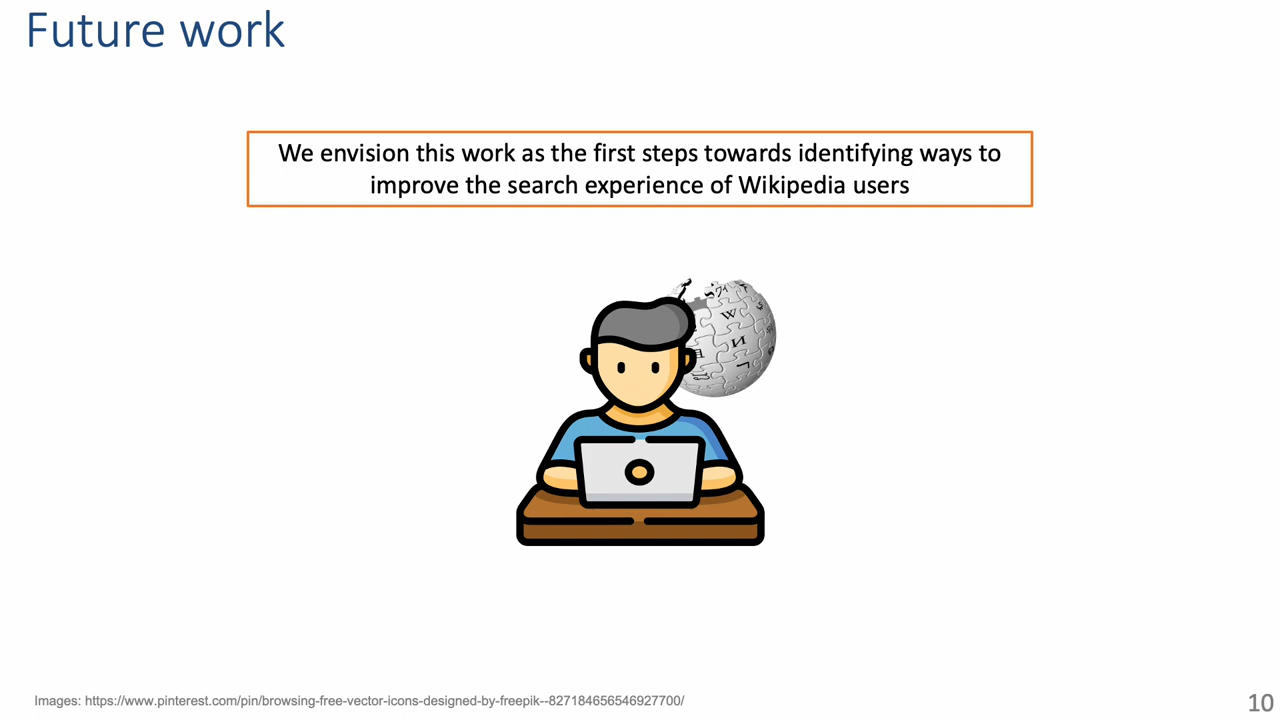 Future work
We envision this work as the first steps towards identifying ways to
improve the search experience of Wikipedia users
W
И
Images: https://www.pinterest.com/pin/browsing-free-vector-icons-designed-by-freepik--827184656546927700/
10